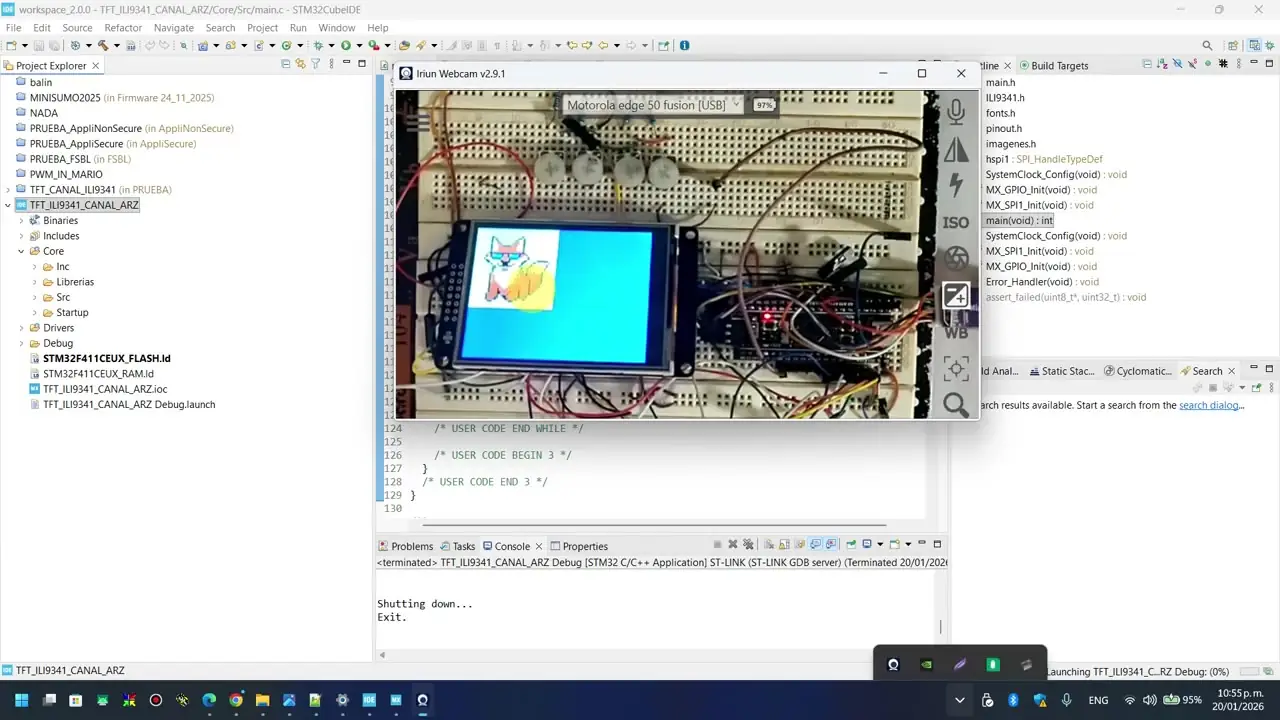 workspace_2.0.0 - TFT_ILI9341_CANAL_ARZ/Core/Src/main.c - STM32CubeIDE
File Edit Source Refactor Navigate Search Project Run Window Help
Project Explorer
balin
MINISUMO2025 (in Firmware 24_11_2025)
NADA
PRUEBA_AppliNonSecure (in AppliNonSecure)
PRUEBA_AppiSecure (in AppliSecure)
PRUEBA_FSBL (in FSBL)
PWM_IN_MARIO
TFT_CANAL_ILI9341 (in PRUEBA)
TFT_ILI9341_CANAL_ARZ
Binaries
Includes
Core
Inc
Librerias
Src
Startup
Drivers
Debug
STM32F411CEUX_FLASH.ld
STM32F411CEUX_RAM.ld
TFT_ILI9341_CANAL_ARZ.ioc
TFT_ILI9341_CANAL_ARZ Debug.launch
Iriun Webcam v2.9.1
Motorola edge 50 fusion [USB]
97%
ISO
WB
124 /* USER CODE END WHILE */
125
126 /* USER CODE BEGIN 3 */
127 }
128 /* USER CODE END 3 */
129 }
130
Problems Tasks Console Properties
<terminated> TFT_ILI9341_CANAL_ARZ Debug [STM32 C/C++ Application] ST-LINK (ST-LINK GDB server) (Terminated 20/01/2026
Shutting down...
Exit.
tline Build Targets
main.h
ILI9341.h
fonts.h
pinout.h
imagenes.h
hspi1 : SPI_HandleTypeDef
SystemClock_Config(void) : void
MX_GPIO_Init(void) : void
MX_SPI1_Init(void) : void
main(void) : int
SystemClock_Config(void) : void
MX_SPI1_Init(void) : void
MX_GPIO_Init(void) : void
Error_Handler(void) : void
assert_failed(uint8_t*, uint32_t) : void
ld Anal... Static Stac... Cyclomatic... Search
arch results available. Start a search from the search dialog...
TFT_ILI9341_CANAL_ARZ
Launching TFT_ILI9341_C...RZ Debug: (0%)
ENG
95%
10:55 p. m.
20/01/2026